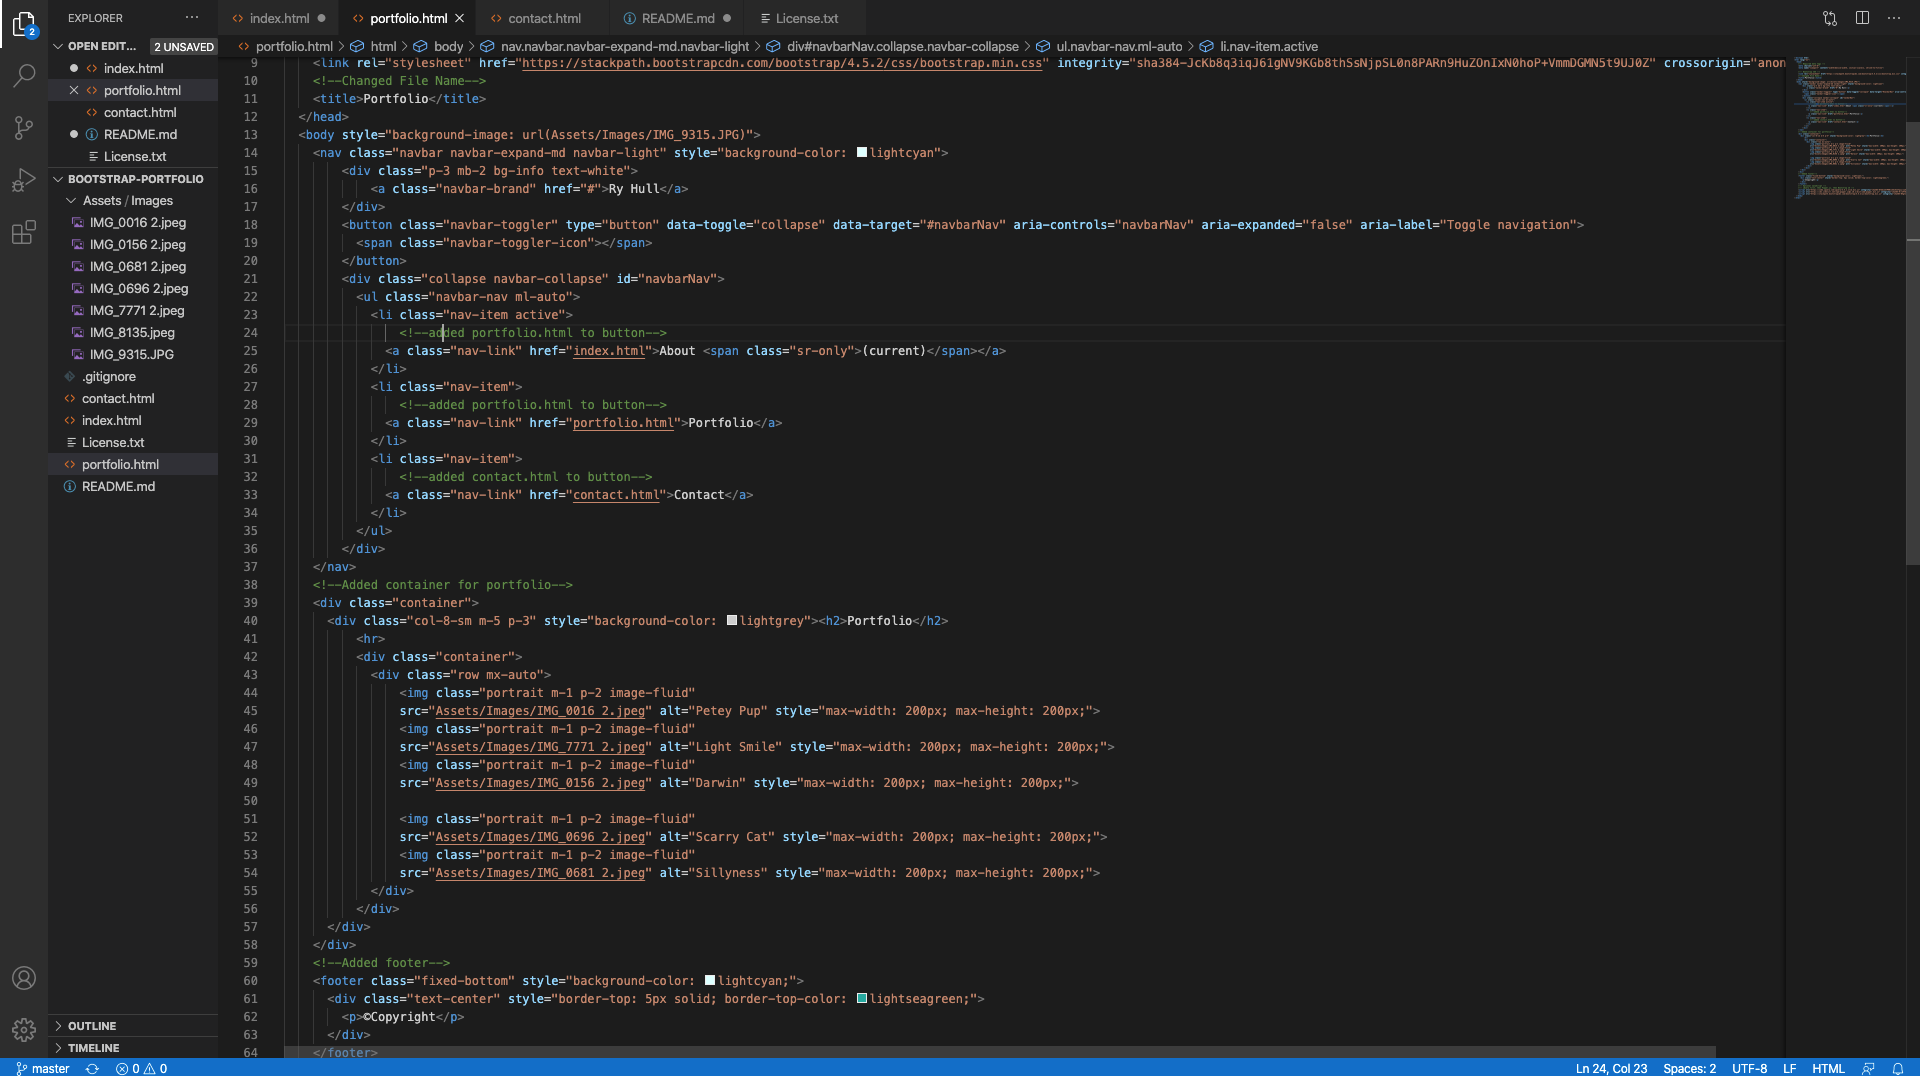 EXPLORER
index.html
portfolio.html
contact.html
README.md
License.txt
OPEN EDIT... 2 UNSAVED
index.html
portfolio.html
contact.html
README.md
License.txt
BOOTSTRAP-PORTFOLIO
Assets / Images
IMG_0016 2.jpeg
IMG_0156 2.jpeg
IMG_0681 2.jpeg
IMG_0696 2.jpeg
IMG_7771 2.jpeg
IMG_8135.jpeg
IMG_9315.JPG
.gitignore
contact.html
index.html
License.txt
portfolio.html
README.md
OUTLINE
TIMELINE
2
portfolio.html > html > body > nav.navbar.navbar-expand-md.navbar-light > div#navbarNav.collapse.navbar-collapse > ul.navbar-nav.ml-auto > li.nav-item.active
9 <link rel="stylesheet" href="https://stackpath.bootstrapcdn.com/bootstrap/4.5.2/css/bootstrap.min.css" integrity="sha384-JcKb8q3iqJ61gNV9KGb8thSsNjpSL0n8PARn9HuZOnIxN0hoP+VmmDGMN5t9UJ0Z" crossorigin="anon
10 <!--Changed File Name-->
11 <title>Portfolio</title>
12 </head>
13 <body style="background-image: url(Assets/Images/IMG_9315.JPG)">
14 <nav class="navbar navbar-expand-md navbar-light" style="background-color: lightcyan">
15 <div class="p-3 mb-2 bg-info text-white">
16 <a class="navbar-brand" href="#">Ry Hull</a>
17 </div>
18 <button class="navbar-toggler" type="button" data-toggle="collapse" data-target="#navbarNav" aria-controls="navbarNav" aria-expanded="false" aria-label="Toggle navigation">
19 <span class="navbar-toggler-icon"></span>
20 </button>
21 <div class="collapse navbar-collapse" id="navbarNav">
22 <ul class="navbar-nav ml-auto">
23 <li class="nav-item active">
24 <!--added portfolio.html to button-->
25 <a class="nav-link" href="index.html">About <span class="sr-only">(current)</span></a>
26 </li>
27 <li class="nav-item">
28 <!--added portfolio.html to button-->
29 <a class="nav-link" href="portfolio.html">Portfolio</a>
30 </li>
31 <li class="nav-item">
32 <!--added contact.html to button-->
33 <a class="nav-link" href="contact.html">Contact</a>
34 </li>
35 </ul>
36 </div>
37 </nav>
38 <!--Added container for portfolio-->
39 <div class="container">
40 <div class="col-8-sm m-5 p-3" style="background-color: lightgrey"><h2>Portfolio</h2>
41 <hr>
42 <div class="container">
43 <div class="row mx-auto">
44 <img class="portrait m-1 p-2 image-fluid"
45 src="Assets/Images/IMG_0016 2.jpeg" alt="Petey Pup" style="max-width: 200px; max-height: 200px;">
46 <img class="portrait m-1 p-2 image-fluid"
47 src="Assets/Images/IMG_7771 2.jpeg" alt="Light Smile" style="max-width: 200px; max-height: 200px;">
48 <img class="portrait m-1 p-2 image-fluid"
49 src="Assets/Images/IMG_0156 2.jpeg" alt="Darwin" style="max-width: 200px; max-height: 200px;">
50
51 <img class="portrait m-1 p-2 image-fluid"
52 src="Assets/Images/IMG_0696 2.jpeg" alt="Scarry Cat" style="max-width: 200px; max-height: 200px;">
53 <img class="portrait m-1 p-2 image-fluid"
54 src="Assets/Images/IMG_0681 2.jpeg" alt="Sillyness" style="max-width: 200px; max-height: 200px;">
55 </div>
56 </div>
57 </div>
58 </div>
59 <!--Added footer-->
60 <footer class="fixed-bottom" style="background-color: lightcyan;">
61 <div class="text-center" style="border-top: 5px solid; border-top-color: lightseagreen;">
62 <p>©Copyright</p>
63 </div>
64 </footer>
master 0 0 Ln 24, Col 23 Spaces: 2 UTF-8 LF HTML